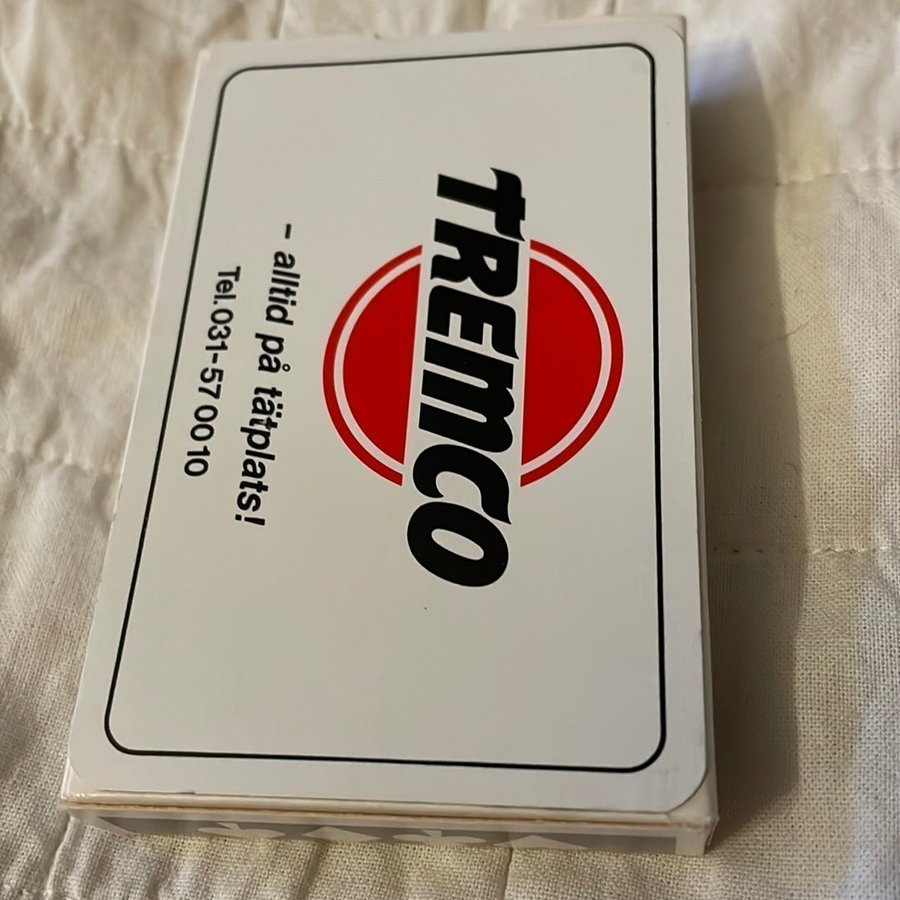 TREMCO
- alltid på tätplats!
Tel.031-57 00 10